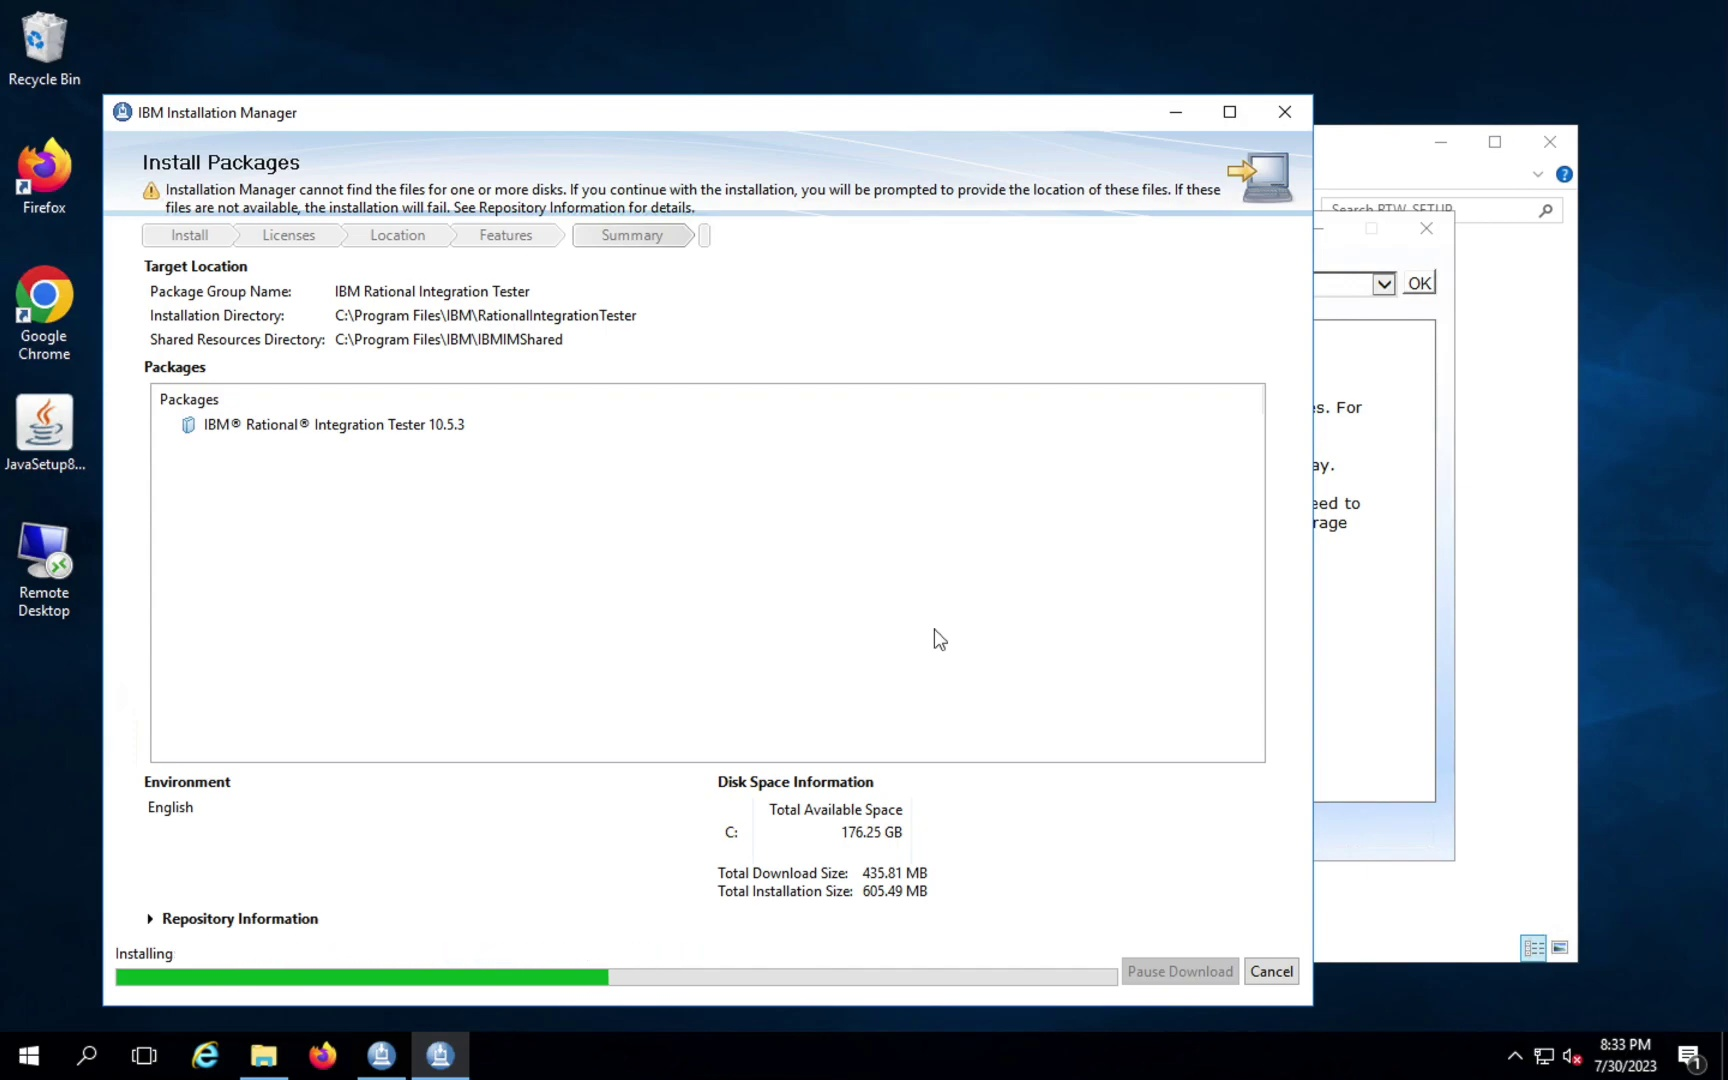 Recycle Bin
Firefox
Google
Chrome
JavaSetup8...
Remote
Desktop
IBM Installation Manager
Install Packages
Installation Manager cannot find the files for one or more disks. If you continue with the installation, you will be prompted to provide the location of these files. If these
files are not available, the installation will fail. See Repository Information for details.
Install
Licenses
Location
Features
Summary
Target Location
Package Group Name: IBM Rational Integration Tester
Installation Directory: C:\Program Files\IBM\RationalIntegrationTester
Shared Resources Directory: C:\Program Files\IBM\IBMIMShared
Packages
Packages
IBM® Rational® Integration Tester 10.5.3
Environment
English
Disk Space Information
Total Available Space
C: 176.25 GB
Total Download Size: 435.81 MB
Total Installation Size: 605.49 MB
Repository Information
Installing
Pause Download
Cancel
Search RTW_SETUP
OK
s. For
ay.
eed to
rage
8:33 PM
7/30/2023
1